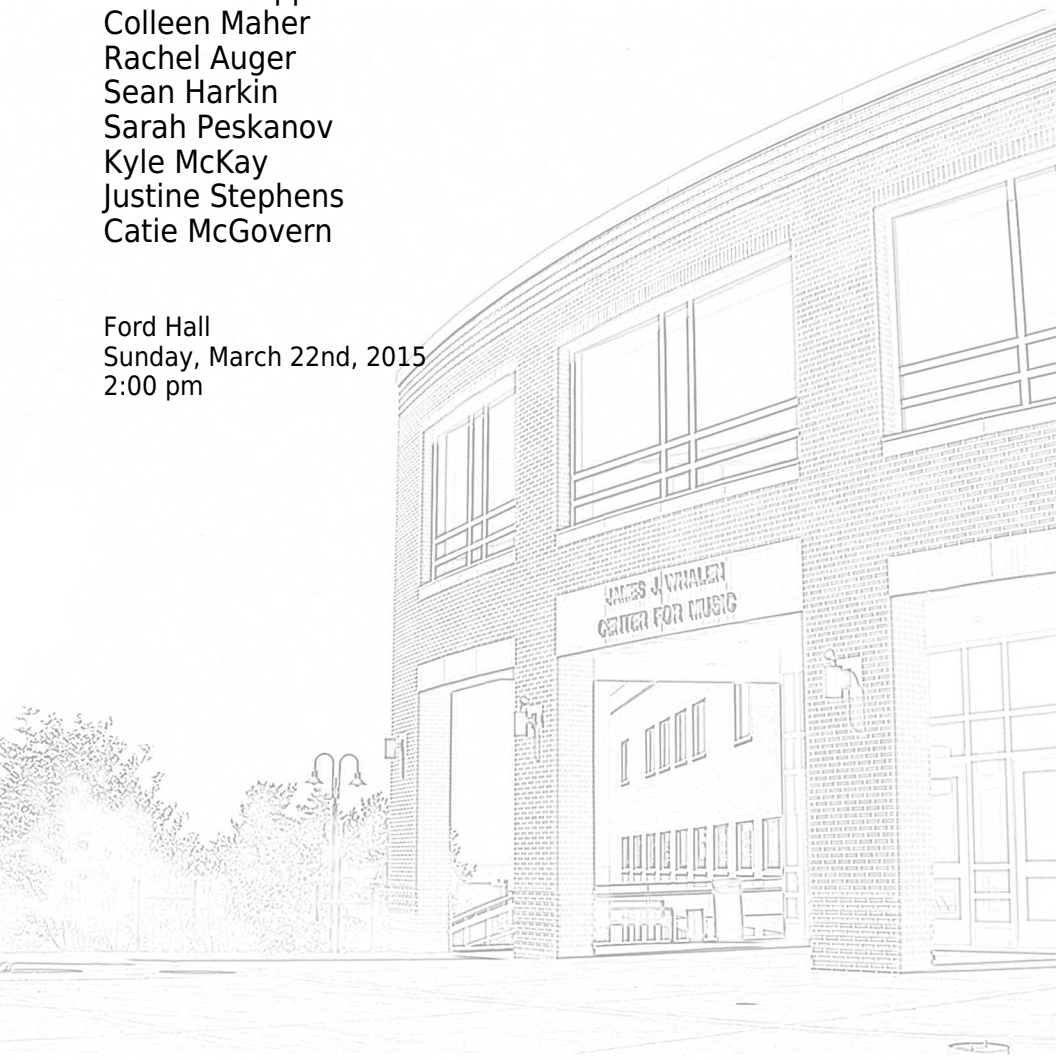 Colleen Maher
Rachel Auger
Sean Harkin
Sarah Peskanov
Kyle McKay
Justine Stephens
Catie McGovern
Ford Hall
Sunday, March 22nd, 2015
2:00 pm
JAMES J. WHALEN
CENTER FOR MUSIC